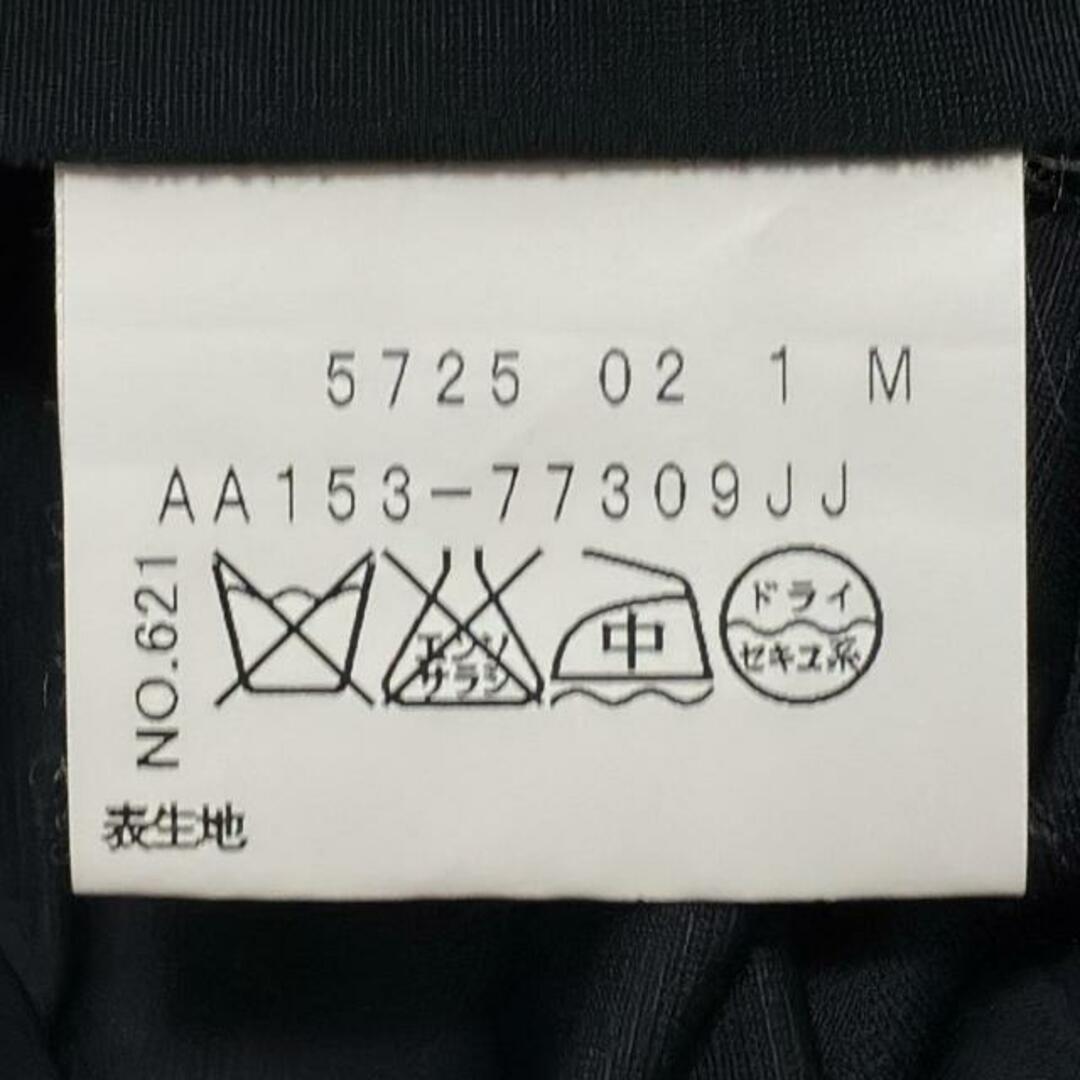 5725 02 1 M
AA153-77309JJ
NO.621
エンソ
サラシ
中
ドライ
セキユ系
表生地